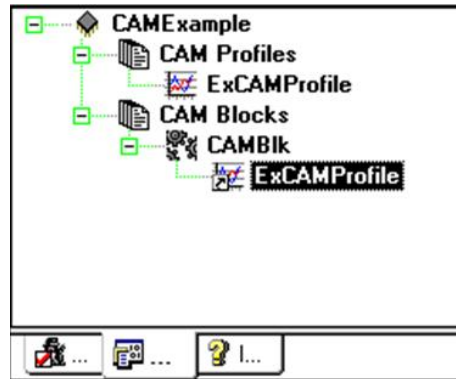 CAMExample
CAM Profiles
ExCAMProfile
CAM Blocks
CAMBlk
ExCAMProfile
... ... I...